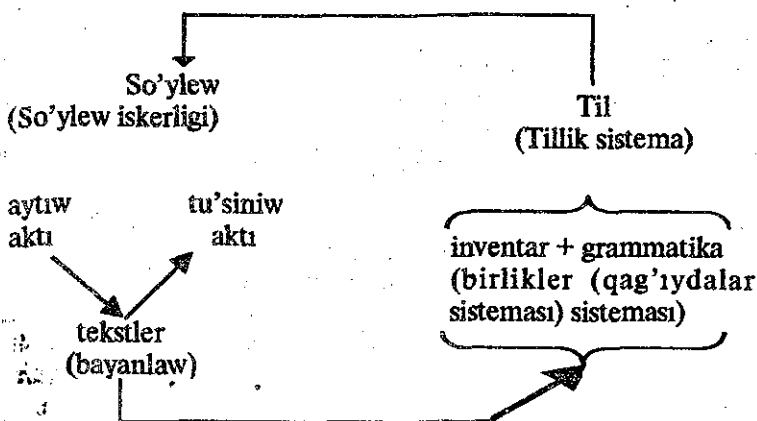 So'ylew
(So'ylew iskerligi)
Til
(Tillik sistema)
aytıw
aktı
tu'siniw
aktı
tekstler
(bayanlaw)
inventar + grammatika
(birlikler (qag'ıydalar
sisteması) sisteması)